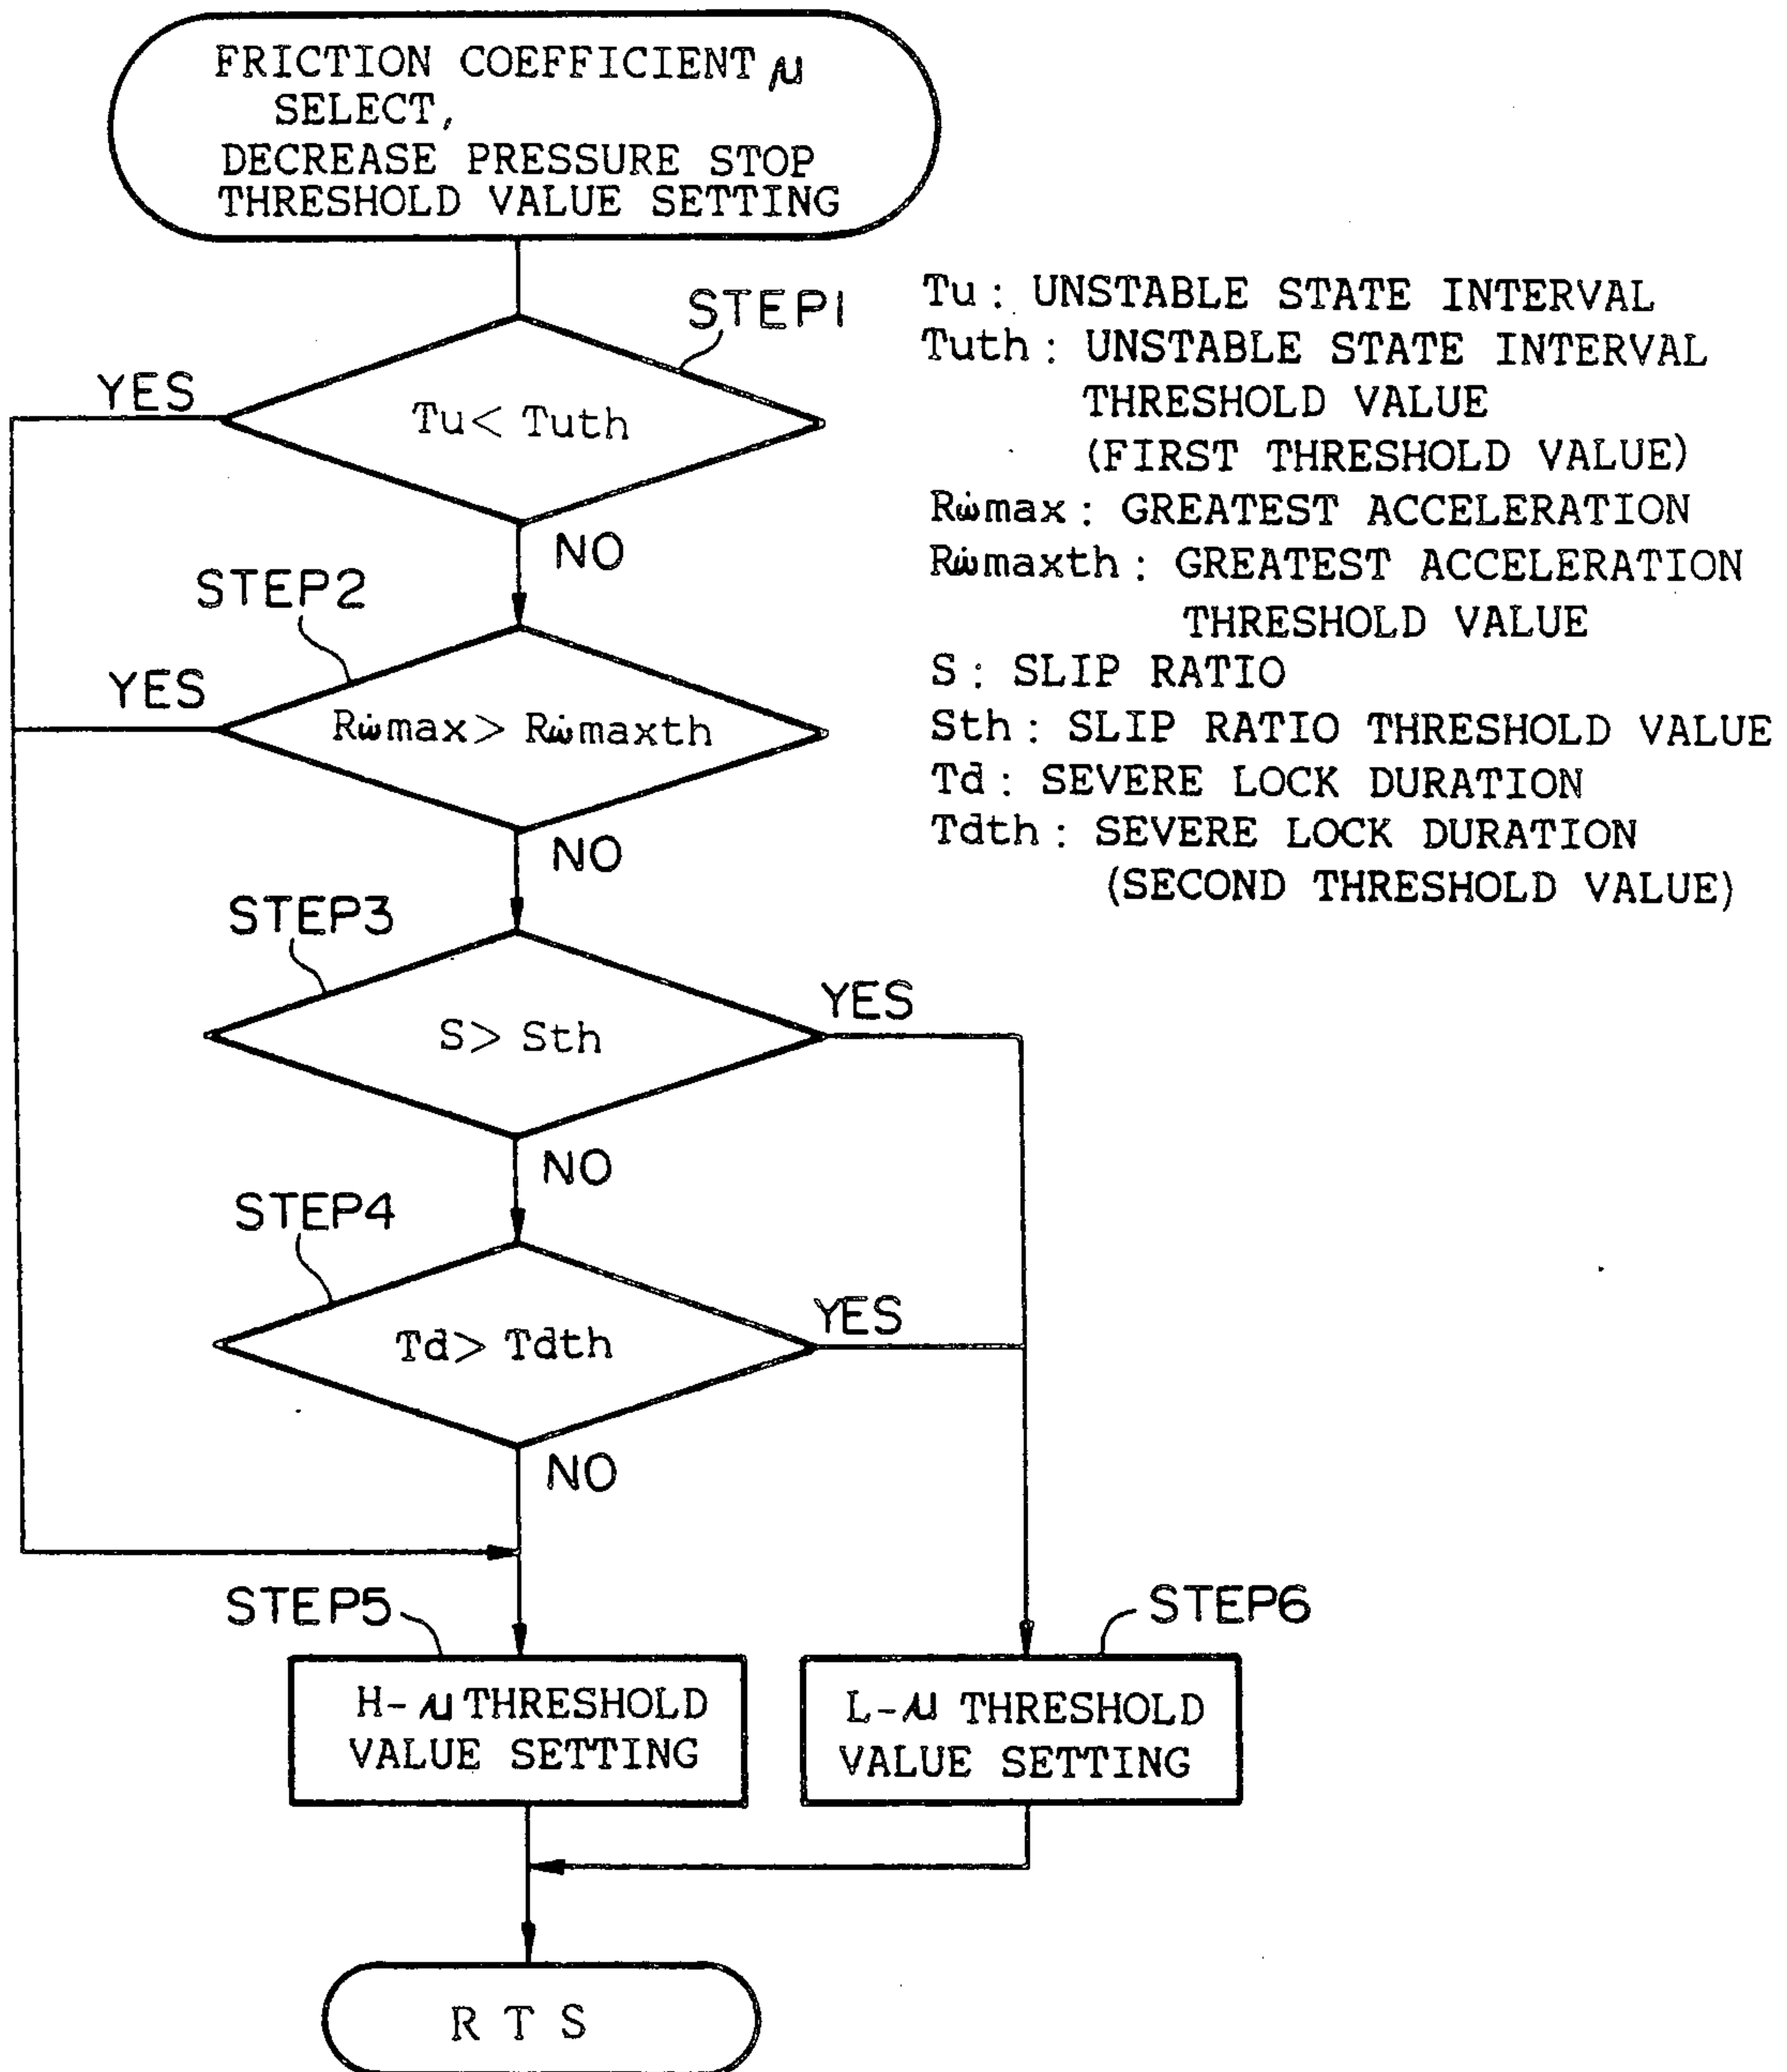 FRICTION COEFFICIENT μ
SELECT,
DECREASE PRESSURE STOP
THRESHOLD VALUE SETTING
STEP1
YES
Tu< Tuth
NO
Tu: UNSTABLE STATE INTERVAL
Tuth: UNSTABLE STATE INTERVAL
THRESHOLD VALUE
(FIRST THRESHOLD VALUE)
Rω̇max: GREATEST ACCELERATION
Rω̇maxth: GREATEST ACCELERATION
THRESHOLD VALUE
S: SLIP RATIO
Sth: SLIP RATIO THRESHOLD VALUE
Td: SEVERE LOCK DURATION
Tdth: SEVERE LOCK DURATION
(SECOND THRESHOLD VALUE)
STEP2
YES
Rω̇max> Rω̇maxth
NO
STEP3
YES
S> Sth
NO
STEP4
YES
Td> Tdth
NO
STEP5
H-μ THRESHOLD
VALUE SETTING
STEP6
L-μ THRESHOLD
VALUE SETTING
RTS